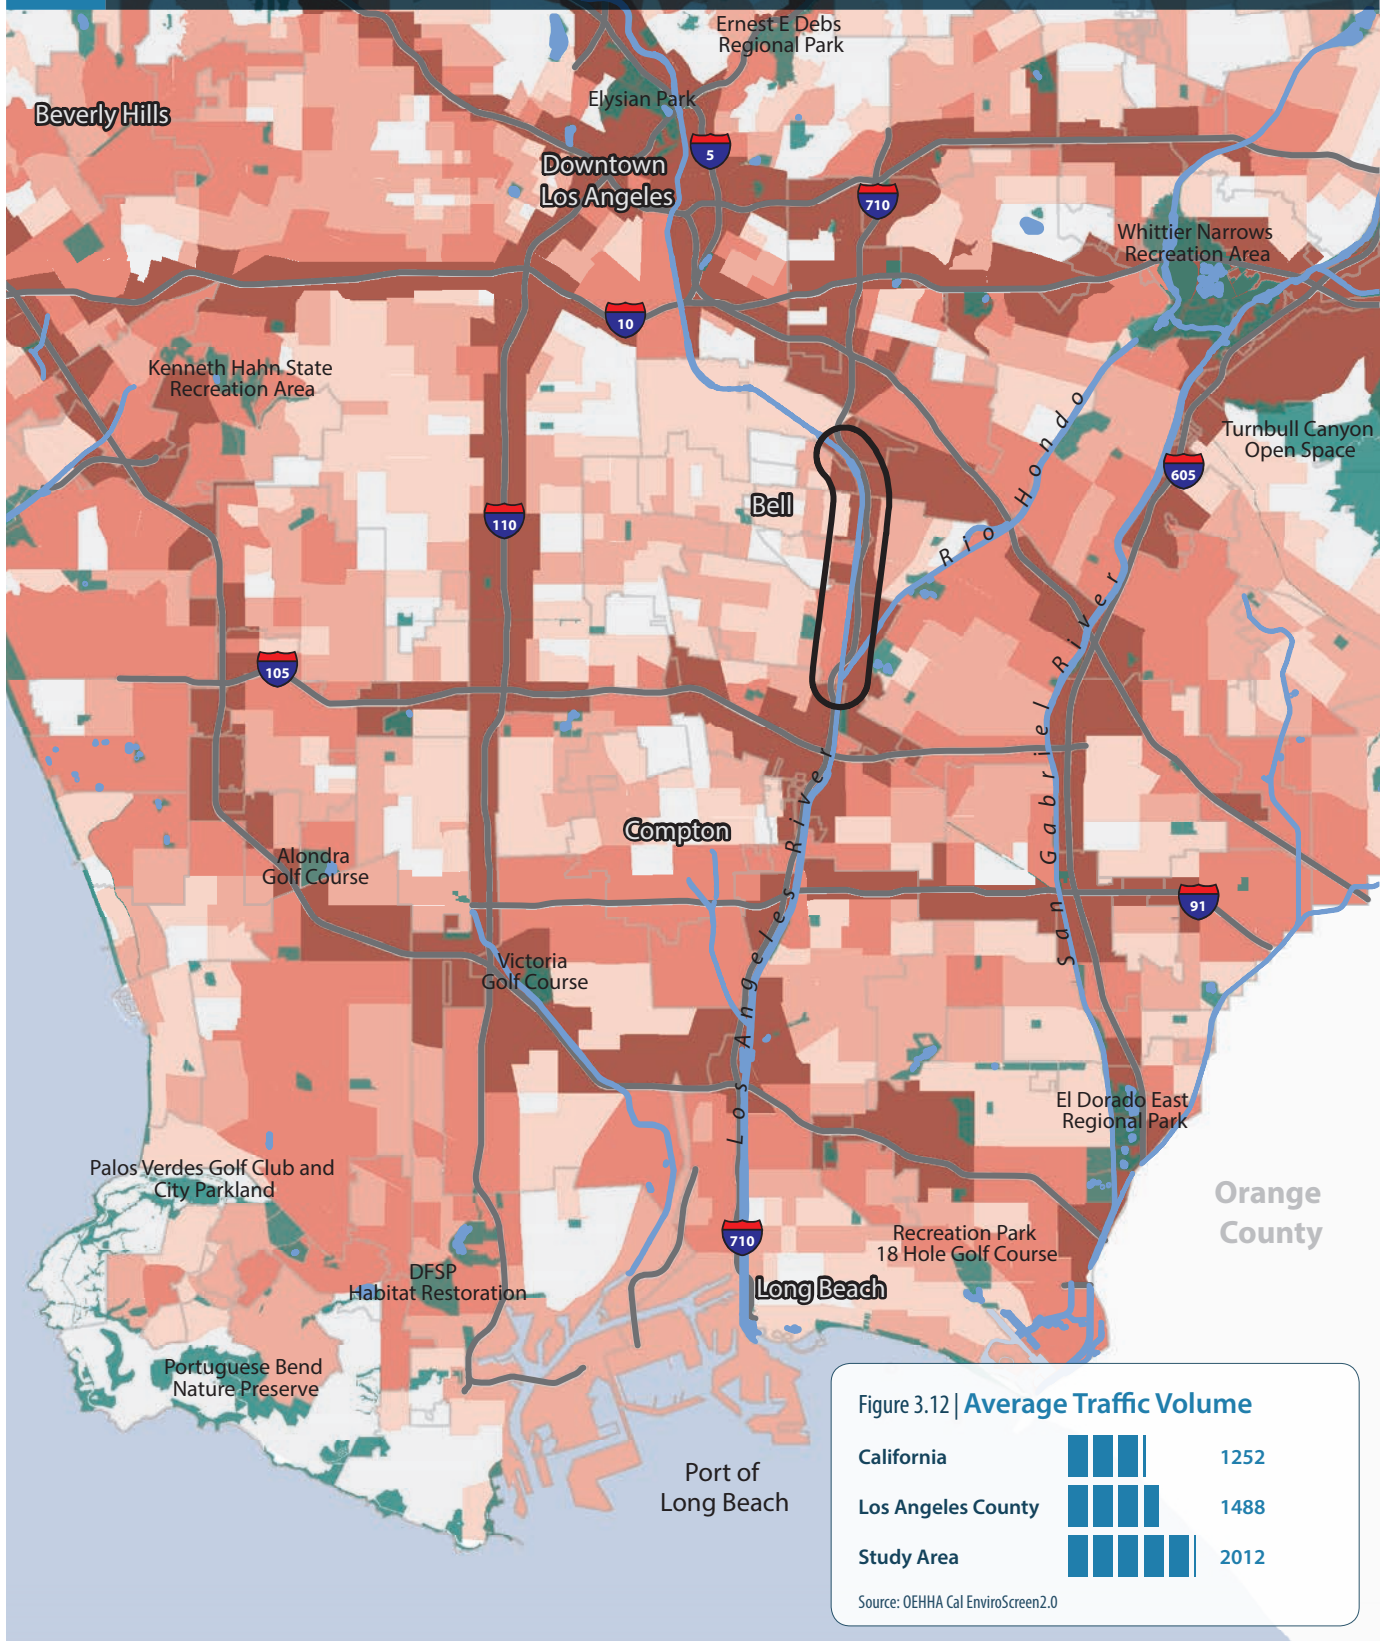 Ernest E Debs
Regional Park
Elysian Park
Beverly Hills
5
Downtown
Los Angeles
710
Whittier Narrows
Recreation Area
10
Kenneth Hahn State
Recreation Area
Rio Hondo
Turnbull Canyon
Open Space
605
Bell
110
San Gabriel River
105
Los Angeles River
Compton
Alondra
Golf Course
91
Victoria
Golf Course
El Dorado East
Regional Park
Palos Verdes Golf Club and
City Parkland
Orange
County
710
Recreation Park
18 Hole Golf Course
DFSP
Habitat Restoration
Long Beach
Portuguese Bend
Nature Preserve
Port of
Long Beach
Figure 3.12 | Average Traffic Volume
California 1252
Los Angeles County 1488
Study Area 2012
Source: OEHHA Cal EnviroScreen2.0